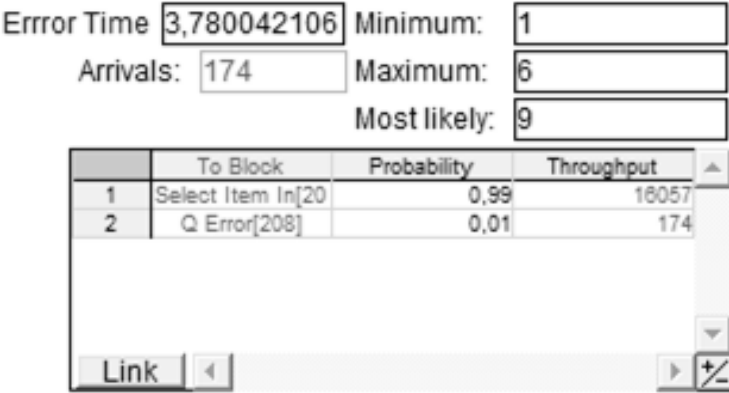 Errror Time 3,780042106 Minimum: 1
Arrivals: 174 Maximum: 6
Most likely: 9
To Block Probability Throughput
1 Select Item In[20 0,99 16057
2 Q Error[208] 0,01 174
Link +/-